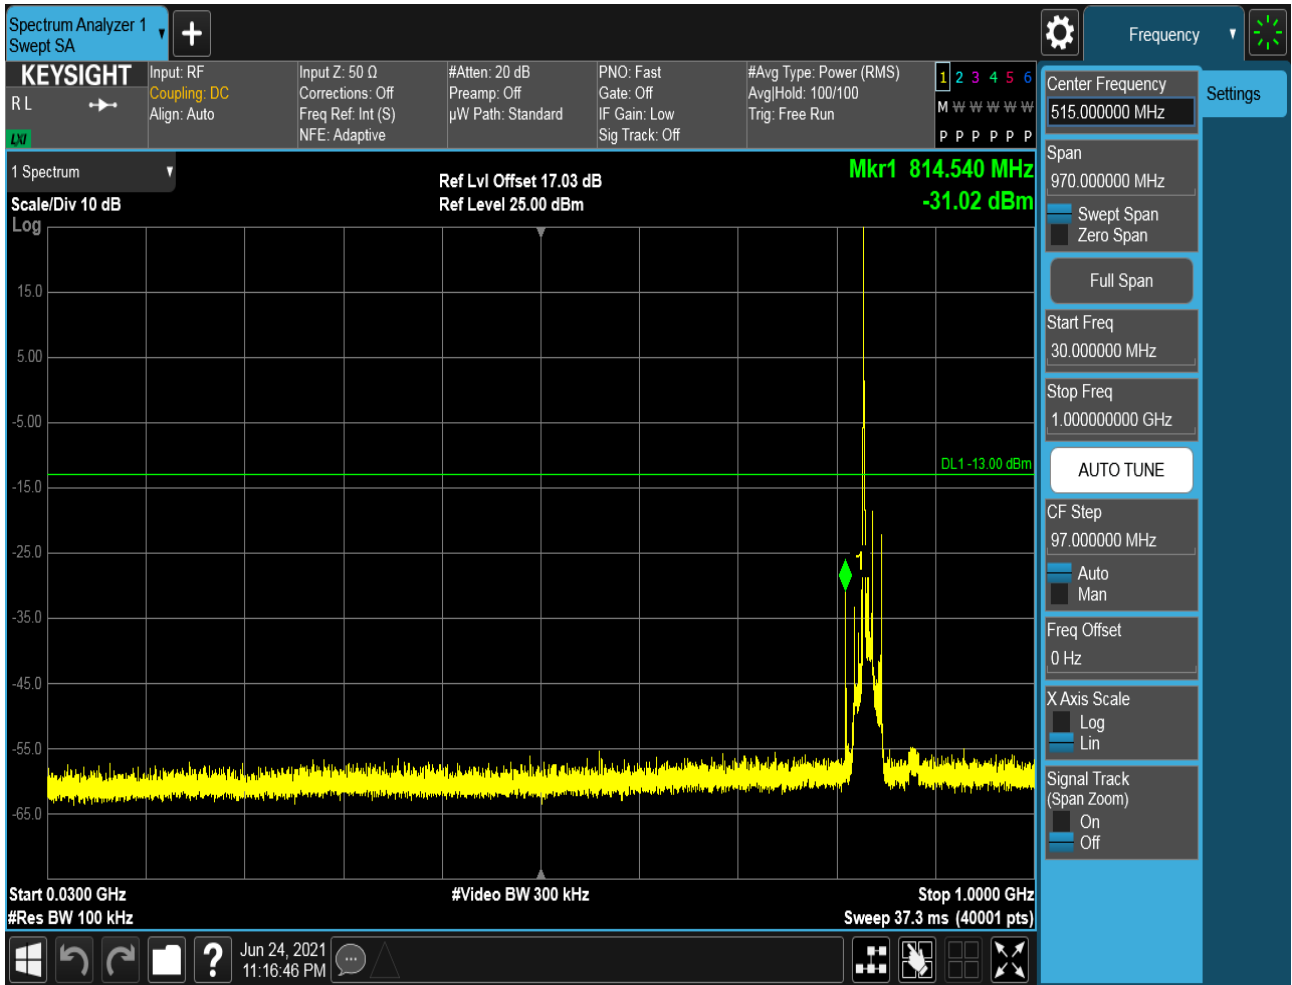 Spectrum Analyzer 1
Swept SA
Frequency
KEYSIGHT
R L
LXI
Input: RF
Coupling: DC
Align: Auto
Input Z: 50 Ω
Corrections: Off
Freq Ref: Int (S)
NFE: Adaptive
#Atten: 20 dB
Preamp: Off
µW Path: Standard
PNO: Fast
Gate: Off
IF Gain: Low
Sig Track: Off
#Avg Type: Power (RMS)
Avg|Hold: 100/100
Trig: Free Run
1 2 3 4 5 6
M W W W W W
P P P P P P
1 Spectrum
Scale/Div 10 dB
Log
Ref Lvl Offset 17.03 dB
Ref Level 25.00 dBm
Mkr1 814.540 MHz
-31.02 dBm
15.0
5.00
-5.00
-15.0
-25.0
-35.0
-45.0
-55.0
-65.0
DL1 -13.00 dBm
Start 0.0300 GHz
#Res BW 100 kHz
#Video BW 300 kHz
Stop 1.0000 GHz
Sweep 37.3 ms (40001 pts)
Jun 24, 2021
11:16:46 PM
Center Frequency
515.000000 MHz
Settings
Span
970.000000 MHz
Swept Span
Zero Span
Full Span
Start Freq
30.000000 MHz
Stop Freq
1.000000000 GHz
AUTO TUNE
CF Step
97.000000 MHz
Auto
Man
Freq Offset
0 Hz
X Axis Scale
Log
Lin
Signal Track
(Span Zoom)
On
Off